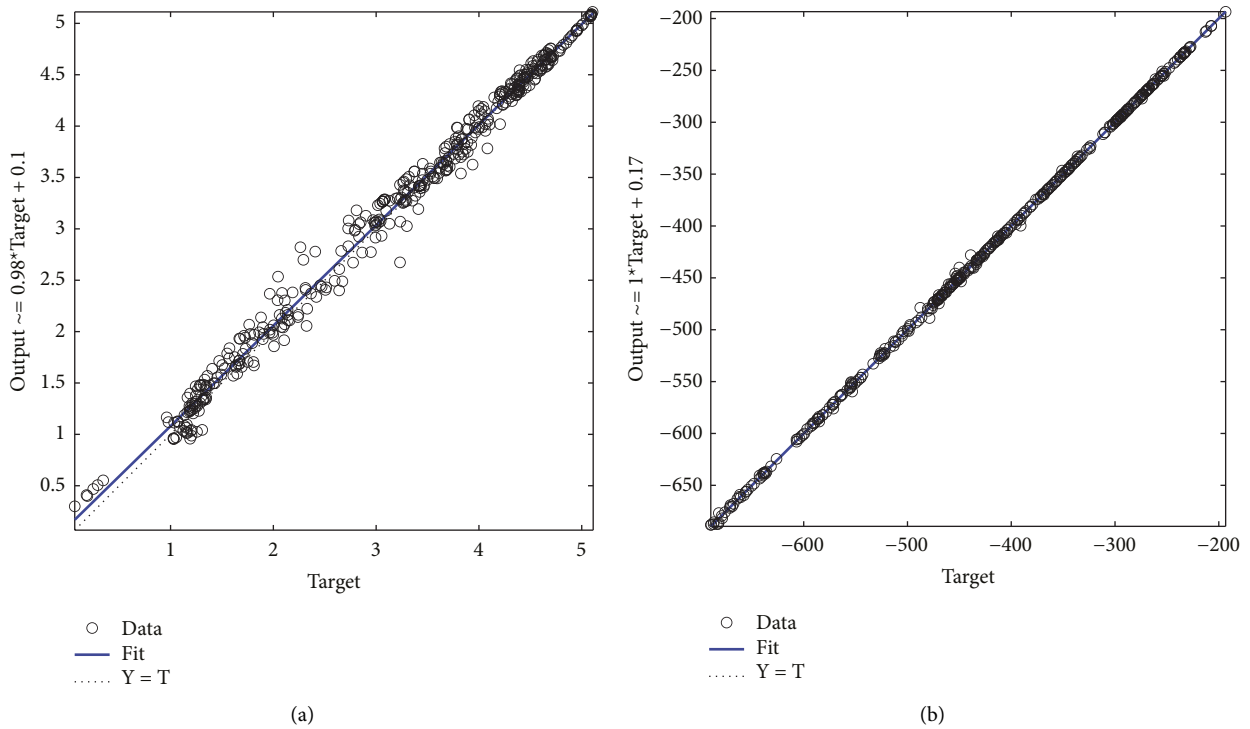 Output ~= 0.98*Target + 0.1
5
4.5
4
3.5
3
2.5
2
1.5
1
0.5
1 2 3 4 5
Target
Data
Fit
Y = T
(a)
Output ~= 1*Target + 0.17
−200
−250
−300
−350
−400
−450
−500
−550
−600
−650
−600 −500 −400 −300 −200
Target
Data
Fit
Y = T
(b)